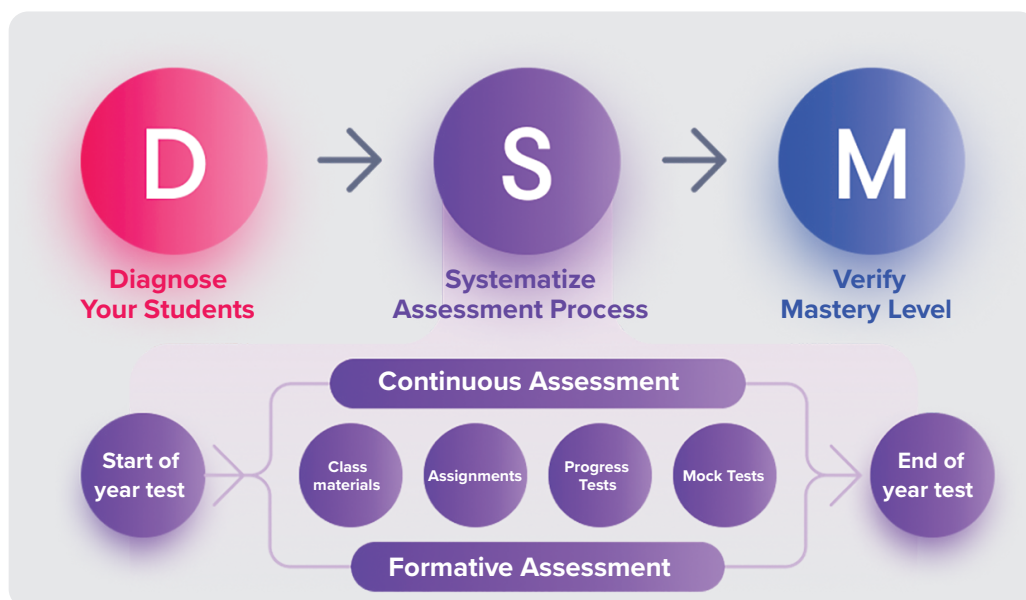 D
S
M
Diagnose
Your Students
Systematize
Assessment Process
Verify
Mastery Level
Continuous Assessment
Start of
year test
Class
materials
Assignments
Progress
Tests
Mock Tests
End of
year test
Formative Assessment